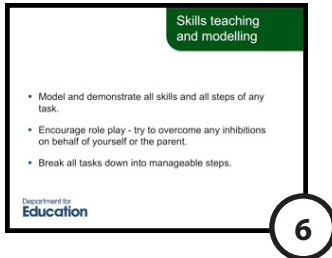 Skills teaching
and modelling
▪ Model and demonstrate all skills and all steps of any
task.
▪ Encourage role play - try to overcome any inhibitions
on behalf of yourself or the parent.
▪ Break all tasks down into manageable steps.
Department for
Education
6